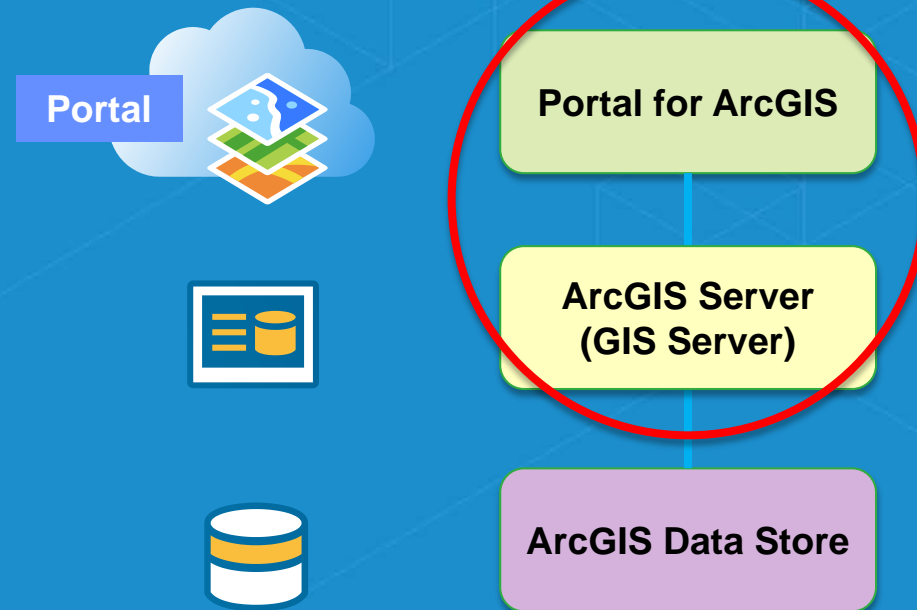 Portal
Portal for ArcGIS
ArcGIS Server
(GIS Server)
ArcGIS Data Store